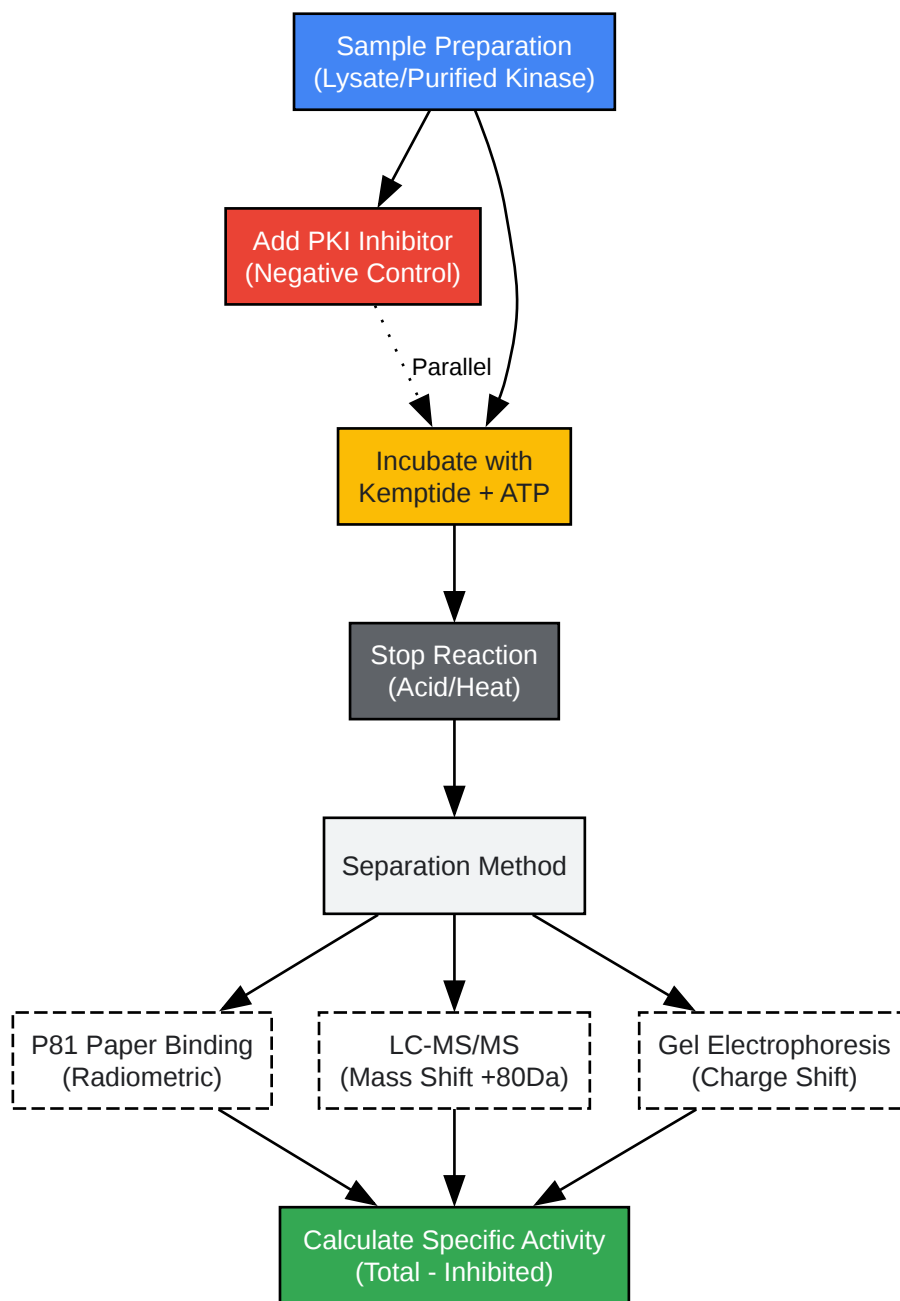 Sample Preparation
(Lysate/Purified Kinase)
Add PKI Inhibitor
(Negative Control)
Parallel
Incubate with
Kemptide + ATP
Stop Reaction
(Acid/Heat)
Separation Method
P81 Paper Binding
(Radiometric)
LC-MS/MS
(Mass Shift +80Da)
Gel Electrophoresis
(Charge Shift)
Calculate Specific Activity
(Total - Inhibited)